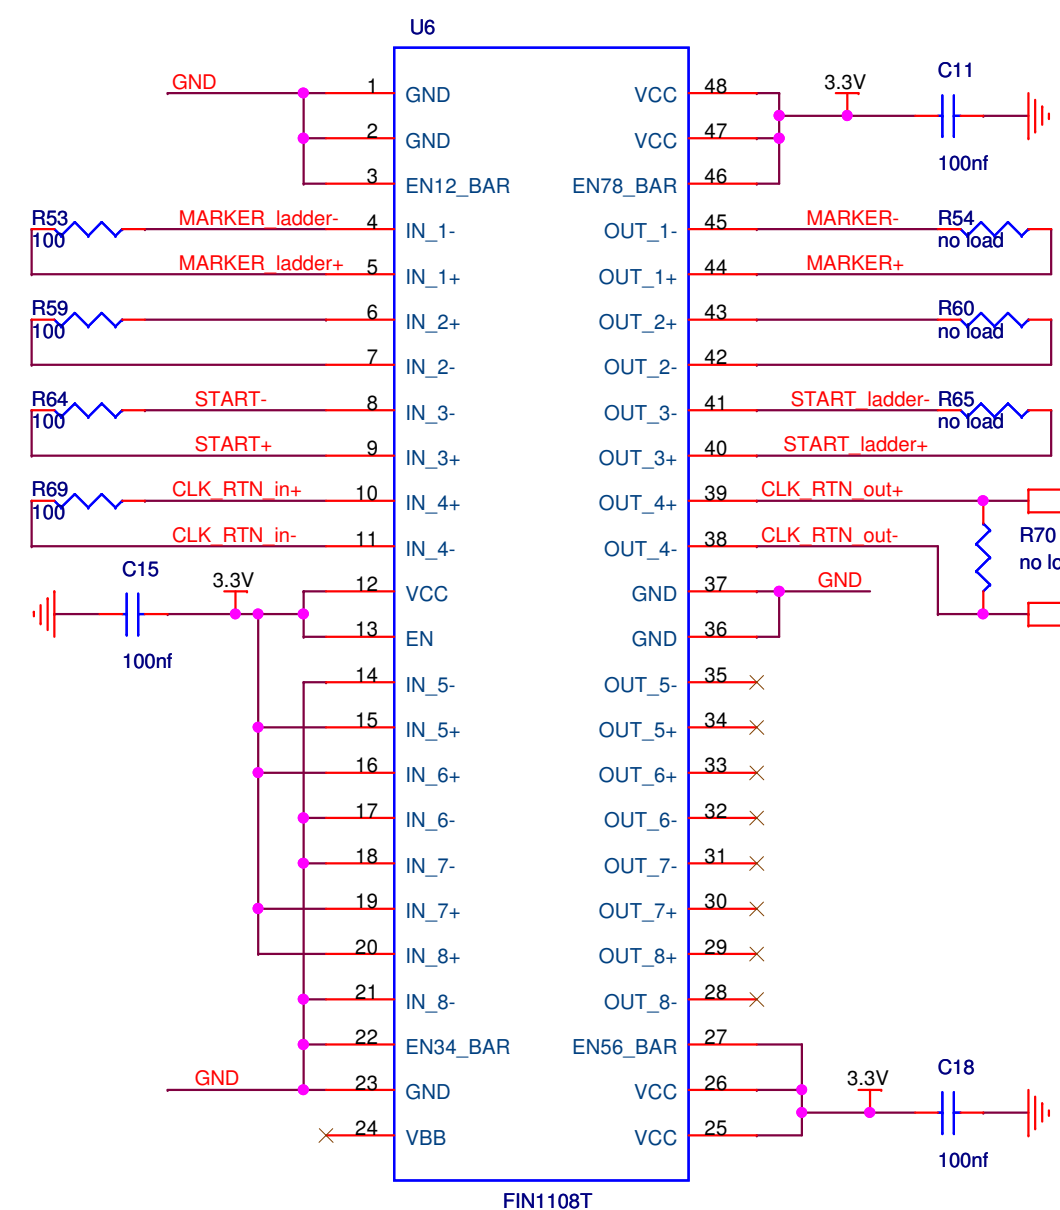 U6
GND 1 GND VCC 48 3.3V C11
2 GND VCC 47
100nf
3 EN12_BAR EN78_BAR 46
R53 MARKER_ladder- 4 IN_1- OUT_1- 45 MARKER- R54
100 no load
MARKER_ladder+ 5 IN_1+ OUT_1+ 44 MARKER+
R59 6 IN_2+ OUT_2+ 43 R60
100 no load
7 IN_2- OUT_2- 42
R64 START- 8 IN_3- OUT_3- 41 START_ladder- R65
100 no load
START+ 9 IN_3+ OUT_3+ 40 START_ladder+
R69 CLK_RTN_in+ 10 IN_4+ OUT_4+ 39 CLK_RTN_out+
100
CLK_RTN_in- 11 IN_4- OUT_4- 38 CLK_RTN_out- R70
no
C15 3.3V 12 VCC GND 37 GND
13 EN GND 36
100nf
14 IN_5- OUT_5- 35
15 IN_5+ OUT_5+ 34
16 IN_6+ OUT_6+ 33
17 IN_6- OUT_6- 32
18 IN_7- OUT_7- 31
19 IN_7+ OUT_7+ 30
20 IN_8+ OUT_8+ 29
21 IN_8- OUT_8- 28
22 EN34_BAR EN56_BAR 27
GND 23 GND VCC 26 3.3V C18
24 VBB VCC 25
100nf
FIN1108T